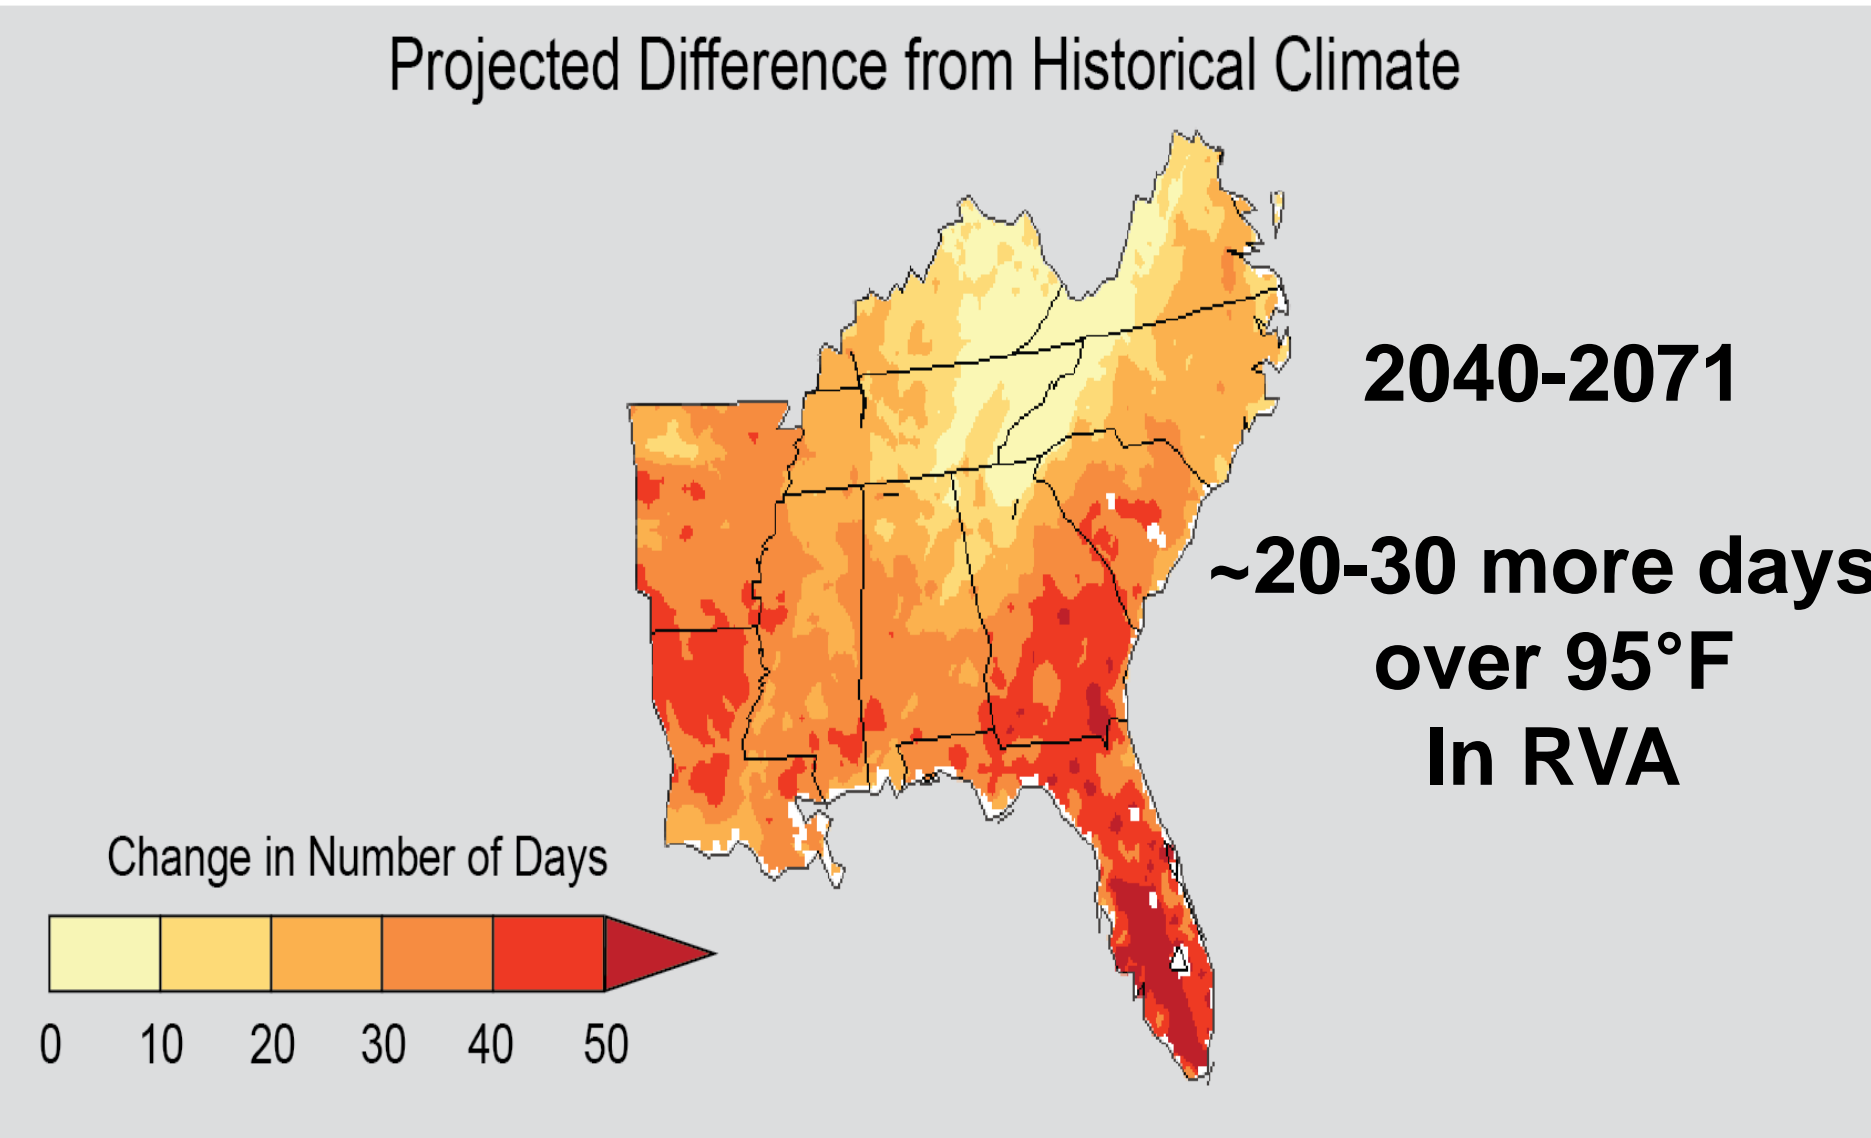 Projected Difference from Historical Climate
2040-2071
~20-30 more days
over 95°F
In RVA
Change in Number of Days
0 10 20 30 40 50